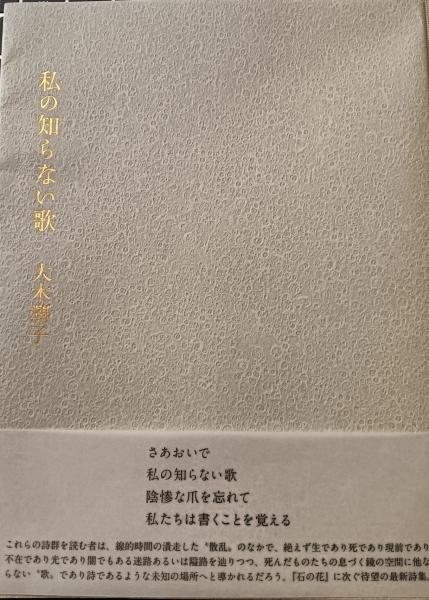 私の知らない歌
大木潤子
さあおいで
私の知らない歌
陰惨な爪を忘れて
私たちは書くことを覚える
これらの詩群を読む者は、線的時間の潰走した〝散乱〟のなかで、絶えず生であり死であり現前であり
不在であり光であり闇でもある迷路あるいは隘路を辿りつつ、死んだものたちの息づく鏡の空間に他な
らない〝歌〟であり詩であるような未知の場所へと導かれるだろう。『石の花』に次ぐ待望の最新詩集。